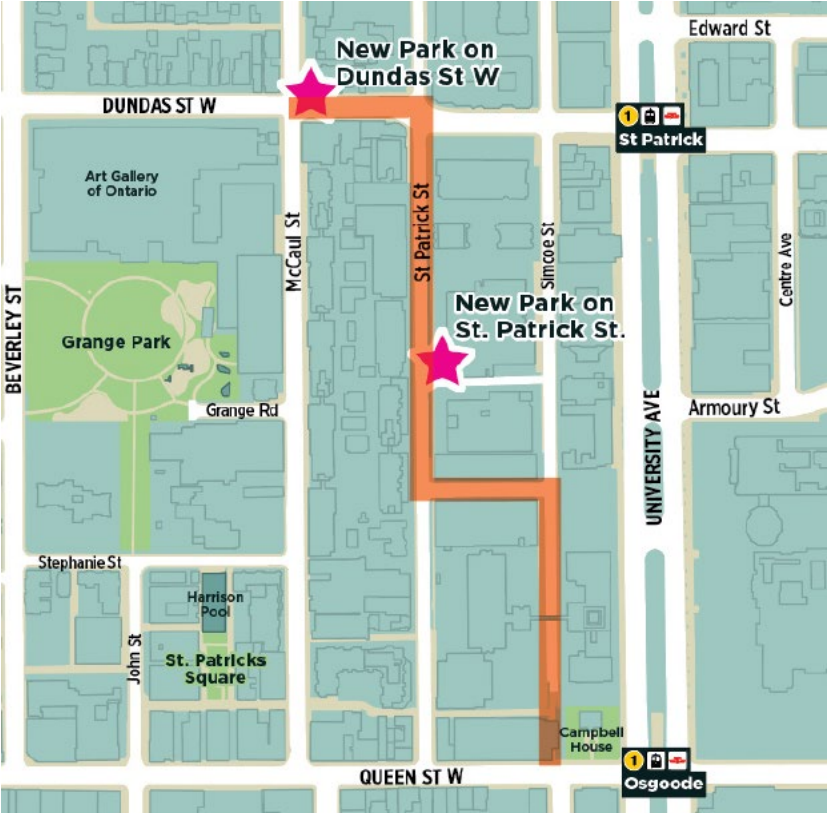 Edward St
New Park on
Dundas St W
DUNDAS ST W
1
St Patrick
Art Gallery
of Ontario
McCaul St
St Patrick St
Simcoe St
Centre Ave
BEVERLEY ST
New Park on
St. Patrick St.
Grange Park
Grange Rd
UNIVERSITY AVE
Armoury St
Stephanie St
Harrison
Pool
John St
St. Patricks
Square
Campbell
House
QUEEN ST W
1
Osgoode